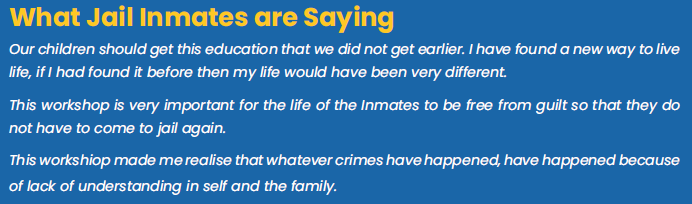 What Jail Inmates are Saying
Our children should get this education that we did not get earlier. I have found a new way to live
life, if I had found it before then my life would have been very different.
This workshop is very important for the life of the Inmates to be free from guilt so that they do
not have to come to jail again.
This workshiop made me realise that whatever crimes have happened, have happened because
of lack of understanding in self and the family.